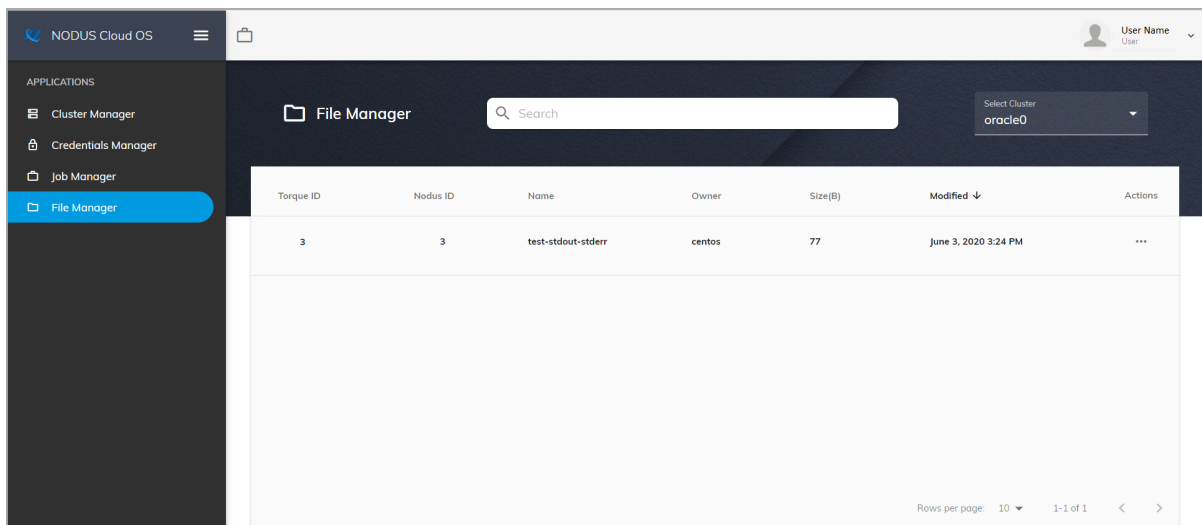 NODUS Cloud OS
User Name
User
APPLICATIONS
Cluster Manager
Credentials Manager
Job Manager
File Manager
File Manager
Search
Select Cluster
oracle0
Torque ID Nodus ID Name Owner Size(B) Modified ↓ Actions
3 3 test-stdout-stderr centos 77 June 3, 2020 3:24 PM ...
Rows per page: 10 1-1 of 1